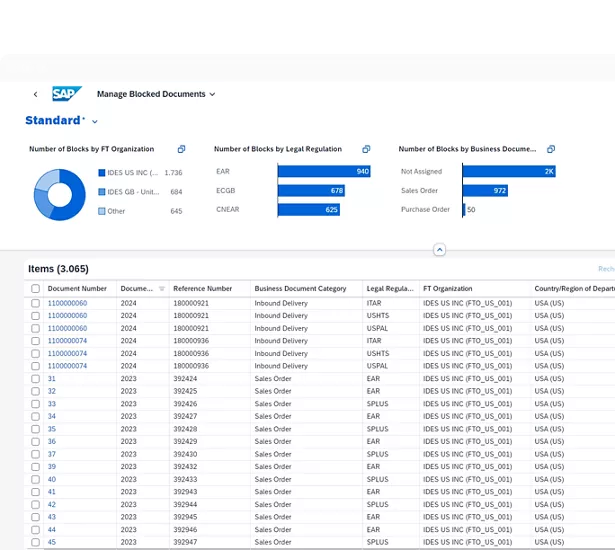 SAP Manage Blocked Documents
Standard*
Number of Blocks by FT Organization
IDES US INC (... 1.736
IDES GB - Unit... 684
Other 645
Number of Blocks by Legal Regulation
EAR 940
ECGB 678
CNEAR 625
Number of Blocks by Business Docume...
Not Assigned 2K
Sales Order 972
Purchase Order 50
Items (3.065)
Rech
Document Number Docume... Reference Number Business Document Category Legal Regula... FT Organization Country/Region of Depart
1100000060 2024 180000921 Inbound Delivery ITAR IDES US INC (FTO_US_001) USA (US)
1100000060 2024 180000921 Inbound Delivery USHTS IDES US INC (FTO_US_001) USA (US)
1100000060 2024 180000921 Inbound Delivery USPAL IDES US INC (FTO_US_001) USA (US)
1100000074 2024 180000936 Inbound Delivery ITAR IDES US INC (FTO_US_001) USA (US)
1100000074 2024 180000936 Inbound Delivery USHTS IDES US INC (FTO_US_001) USA (US)
1100000074 2024 180000936 Inbound Delivery USPAL IDES US INC (FTO_US_001) USA (US)
31 2023 392424 Sales Order EAR IDES US INC (FTO_US_001) USA (US)
32 2023 392425 Sales Order EAR IDES US INC (FTO_US_001) USA (US)
33 2023 392426 Sales Order SPLUS IDES US INC (FTO_US_001) USA (US)
34 2023 392427 Sales Order EAR IDES US INC (FTO_US_001) USA (US)
35 2023 392428 Sales Order SPLUS IDES US INC (FTO_US_001) USA (US)
36 2023 392429 Sales Order EAR IDES US INC (FTO_US_001) USA (US)
37 2023 392430 Sales Order SPLUS IDES US INC (FTO_US_001) USA (US)
39 2023 392432 Sales Order EAR IDES US INC (FTO_US_001) USA (US)
40 2023 392433 Sales Order SPLUS IDES US INC (FTO_US_001) USA (US)
41 2023 392943 Sales Order EAR IDES US INC (FTO_US_001) USA (US)
42 2023 392944 Sales Order SPLUS IDES US INC (FTO_US_001) USA (US)
43 2023 392945 Sales Order EAR IDES US INC (FTO_US_001) USA (US)
44 2023 392946 Sales Order EAR IDES US INC (FTO_US_001) USA (US)
45 2023 392947 Sales Order SPLUS IDES US INC (FTO_US_001) USA (US)